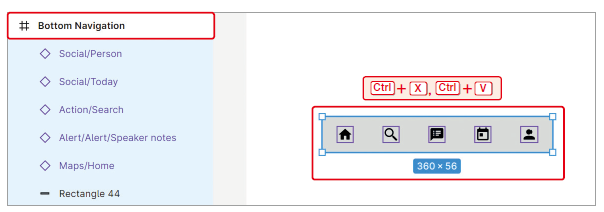 Bottom Navigation
Social/Person
Social/Today
Action/Search
Alert/Alert/Speaker notes
Maps/Home
Rectangle 44
Ctrl + X , Ctrl + V
360 × 56